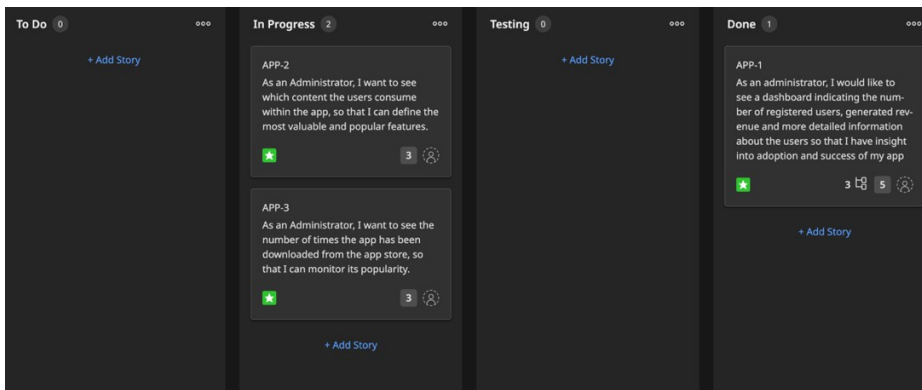 To Do 0
+ Add Story
In Progress 2
APP-2
As an Administrator, I want to see
which content the users consume
within the app, so that I can define the
most valuable and popular features.
3
APP-3
As an Administrator, I want to see the
number of times the app has been
downloaded from the app store, so
that I can monitor its popularity.
3
+ Add Story
Testing 0
+ Add Story
Done 1
APP-1
As an administrator, I would like to
see a dashboard indicating the num-
ber of registered users, generated rev-
enue and more detailed information
about the users so that I have insight
into adoption and success of my app
3 5
+ Add Story